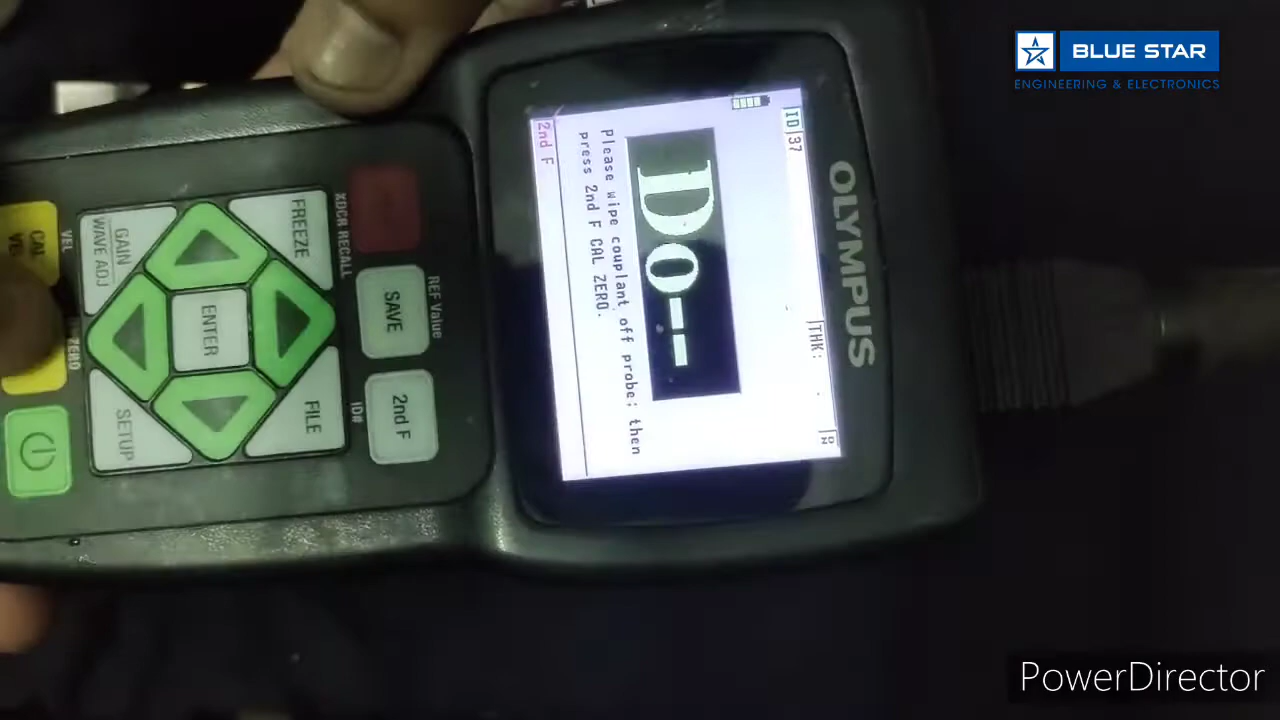 BLUE STAR
ENGINEERING & ELECTRONICS
OLYMPUS
ID 37
THK:
DO--
Please wipe couplant off probe; then
press 2nd F CAL ZERO.
2nd F
XDCR RECALL
REF Value
SAVE
ID#
2nd F
FREEZE
FILE
GAIN
WAVE ADJ
ENTER
SETUP
VEL
CAL
ZERO
PowerDirector